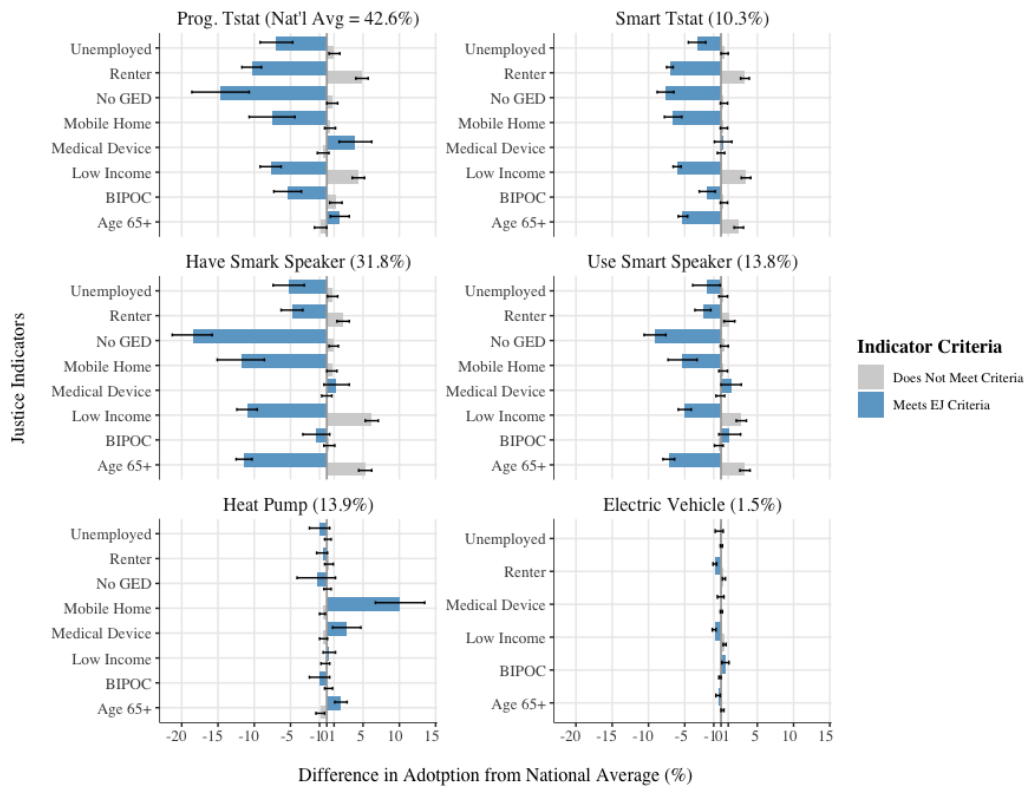 Prog. Tstat (Nat'l Avg = 42.6%)
Smart Tstat (10.3%)
Unemployed
Renter
No GED
Mobile Home
Medical Device
Low Income
BIPOC
Age 65+
Unemployed
Renter
No GED
Mobile Home
Medical Device
Low Income
BIPOC
Age 65+
Have Smark Speaker (31.8%)
Use Smart Speaker (13.8%)
Unemployed
Renter
No GED
Mobile Home
Medical Device
Low Income
BIPOC
Age 65+
Unemployed
Renter
No GED
Mobile Home
Medical Device
Low Income
BIPOC
Age 65+
Heat Pump (13.9%)
Electric Vehicle (1.5%)
Unemployed
Renter
No GED
Mobile Home
Medical Device
Low Income
BIPOC
Age 65+
Unemployed
Renter
Medical Device
Low Income
BIPOC
Age 65+
-20 -15 -10 -5 -101 5 10 15
-20 -15 -10 -5 -101 5 10 15
Justice Indicators
Difference in Adotption from National Average (%)
Indicator Criteria
Does Not Meet Criteria
Meets EJ Criteria